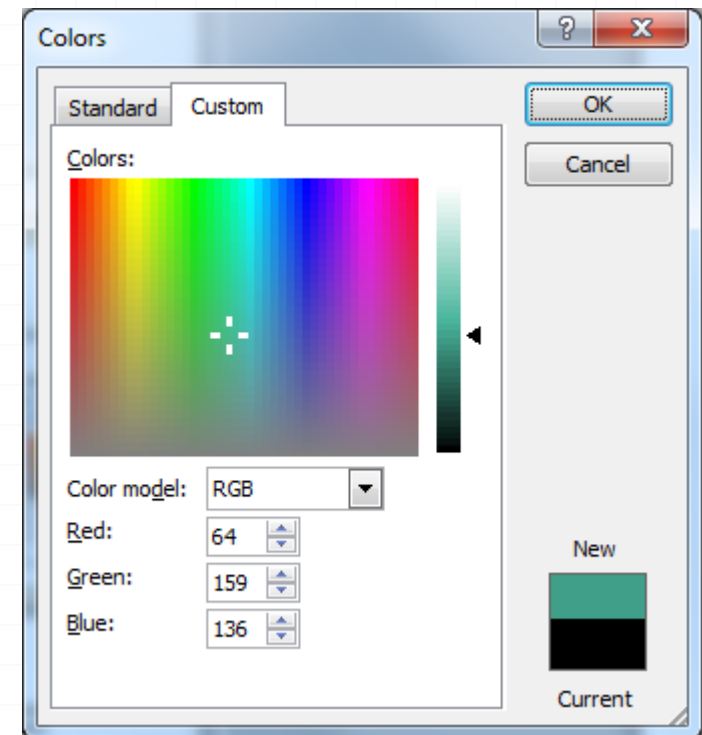 Colors
?
X
Standard Custom
OK
Cancel
Colors:
Color model: RGB
Red: 64
Green: 159
Blue: 136
New
Current